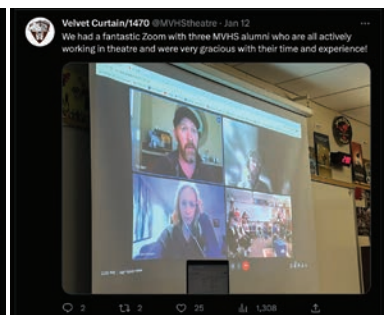 Velvet Curtain/1470 @MVHStheatre · Jan 12
We had a fantastic Zoom with three MVHS alumni who are all actively
working in theatre and were very gracious with their time and experience!
2
2
25
1,308